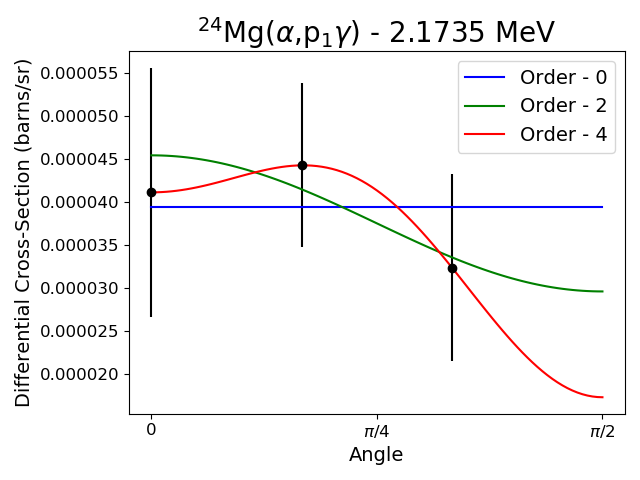 ²⁴Mg(α,p₁γ) - 2.1735 MeV
Order - 0
Order - 2
Order - 4
Differential Cross-Section (barns/sr)
0.000055
0.000050
0.000045
0.000040
0.000035
0.000030
0.000025
0.000020
0 π/4 π/2
Angle